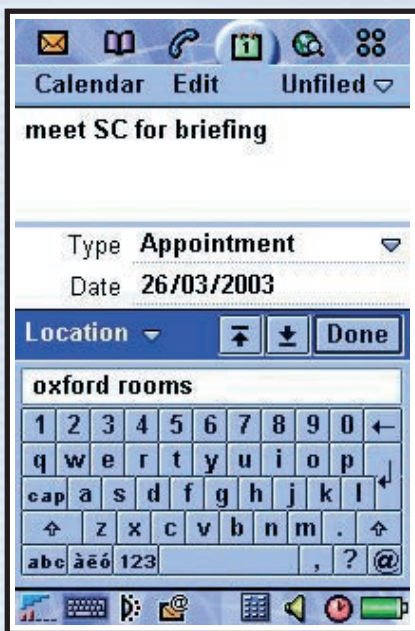 1
Calendar Edit Unfiled
meet SC for briefing
Type Appointment
Date 26/03/2003
Location Done
oxford rooms
1 2 3 4 5 6 7 8 9 0 ←
q w e r t y u i o p
cap a s d f g h j k l
z x c v b n m .
abc àëó 123 , ? @
@